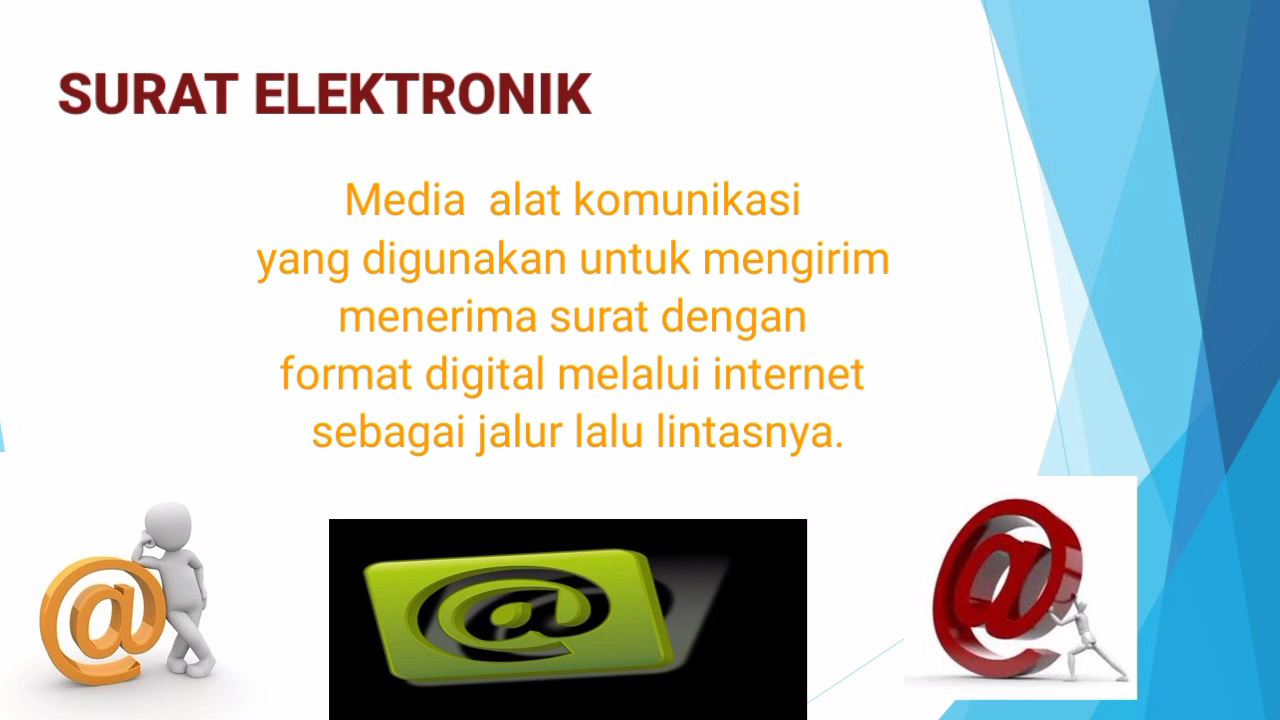 SURAT ELEKTRONIK
Media  alat komunikasi
yang digunakan untuk mengirim
menerima surat dengan
format digital melalui internet
sebagai jalur lalu lintasnya.
@
@
@